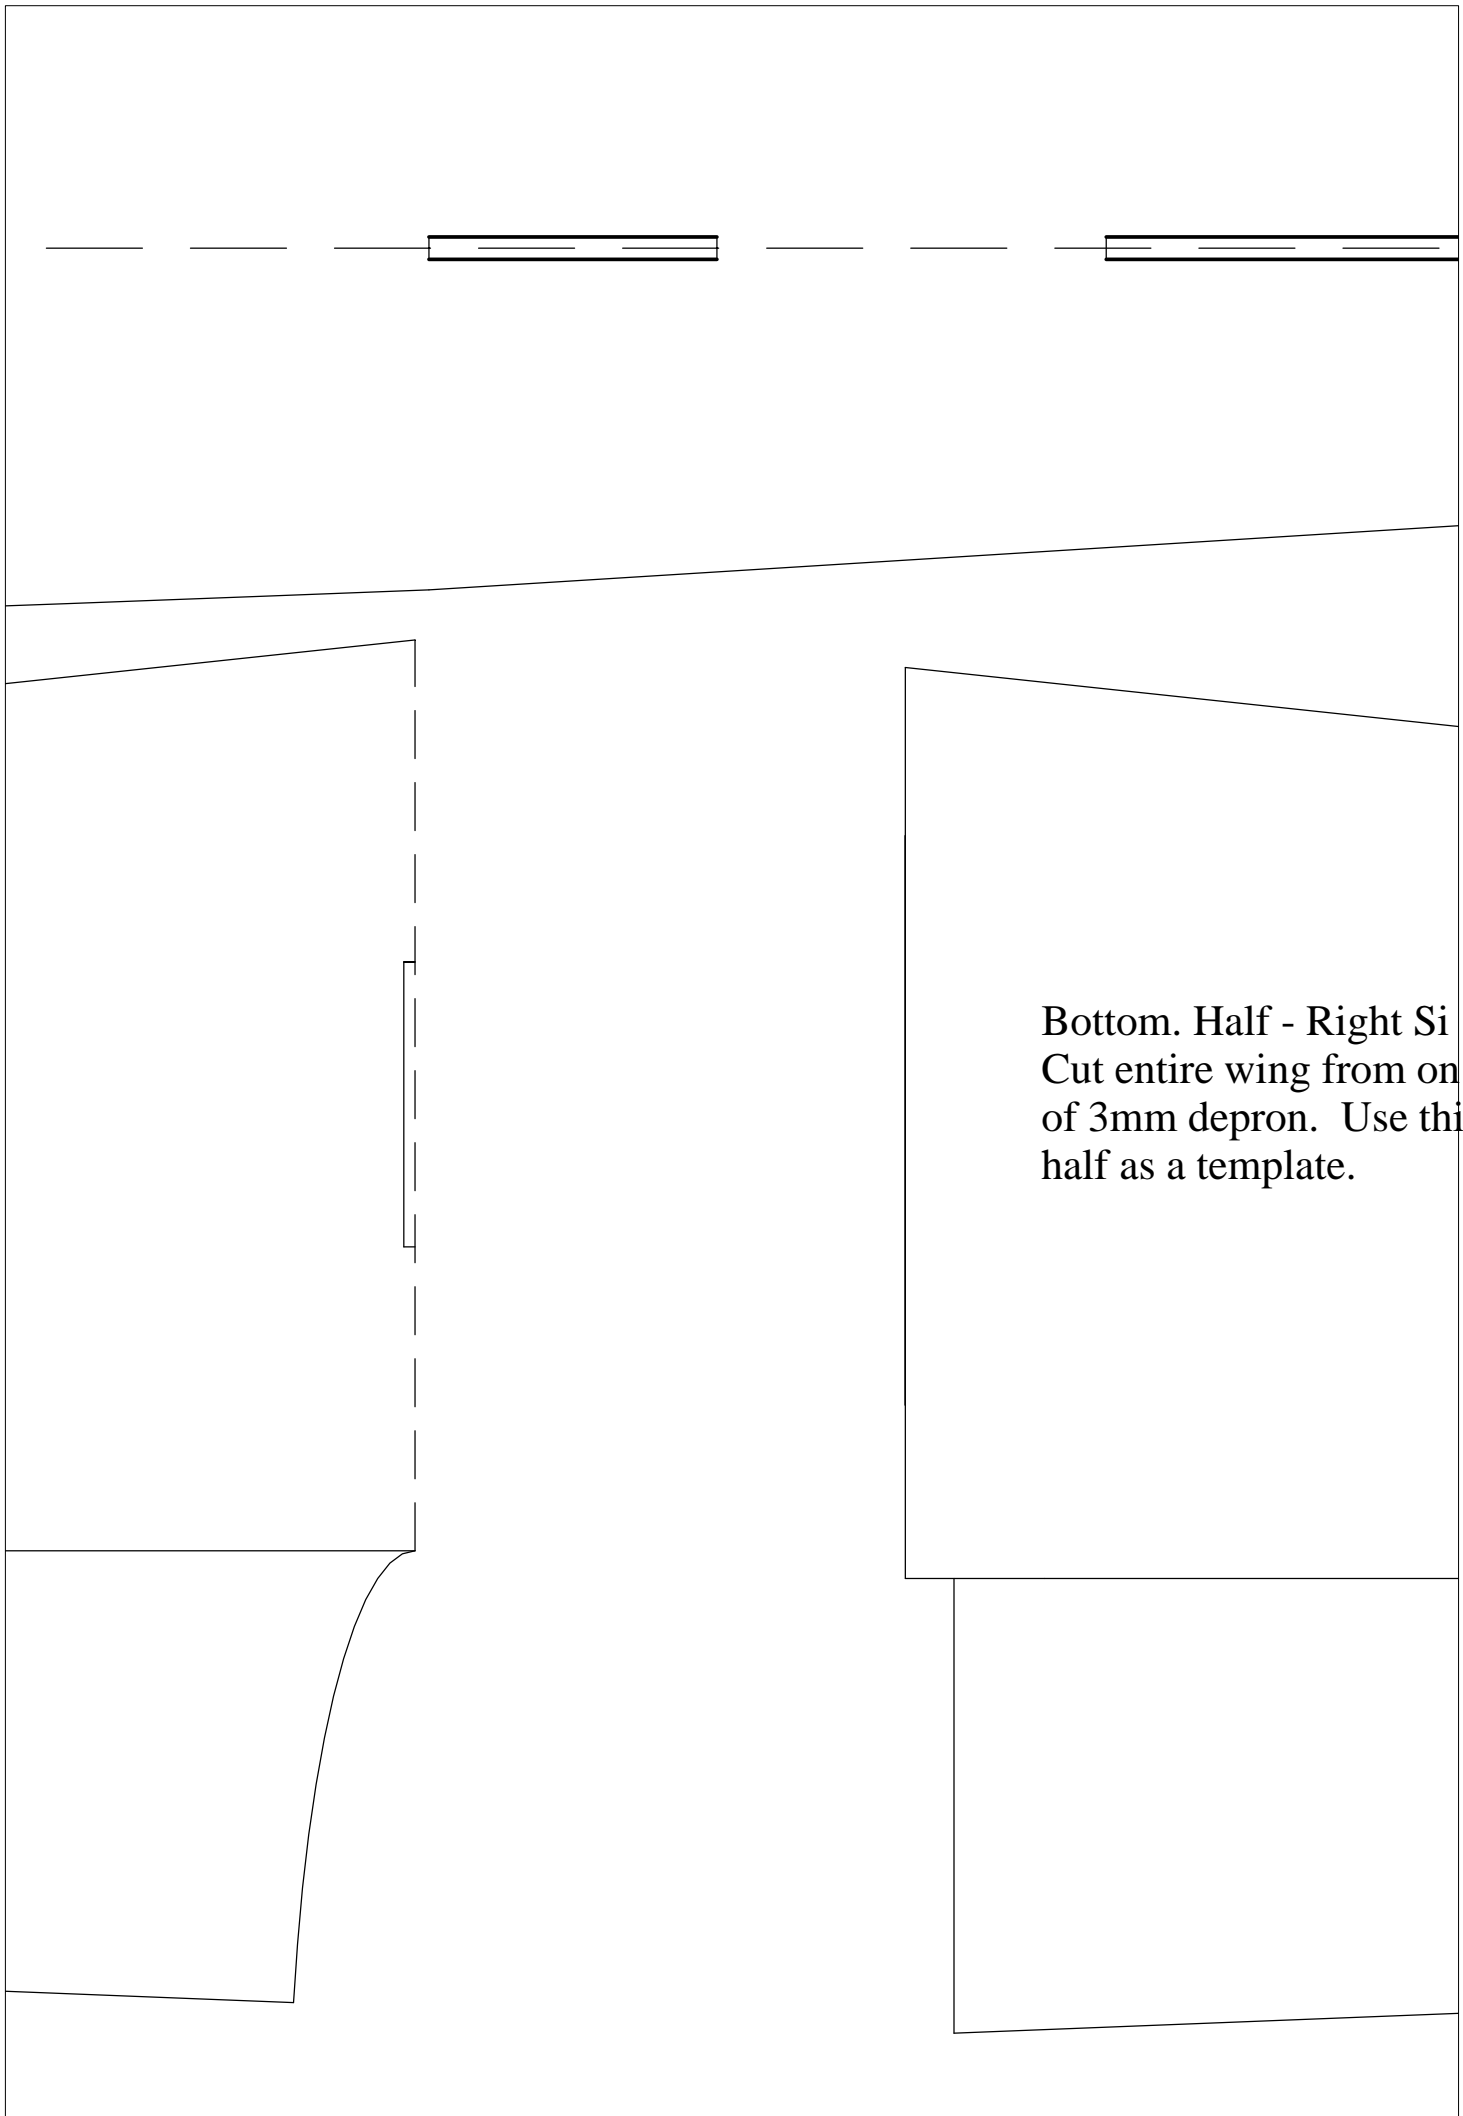 Bottom. Half - Right Si
Cut entire wing from on
of 3mm depron.  Use thi
half as a template.